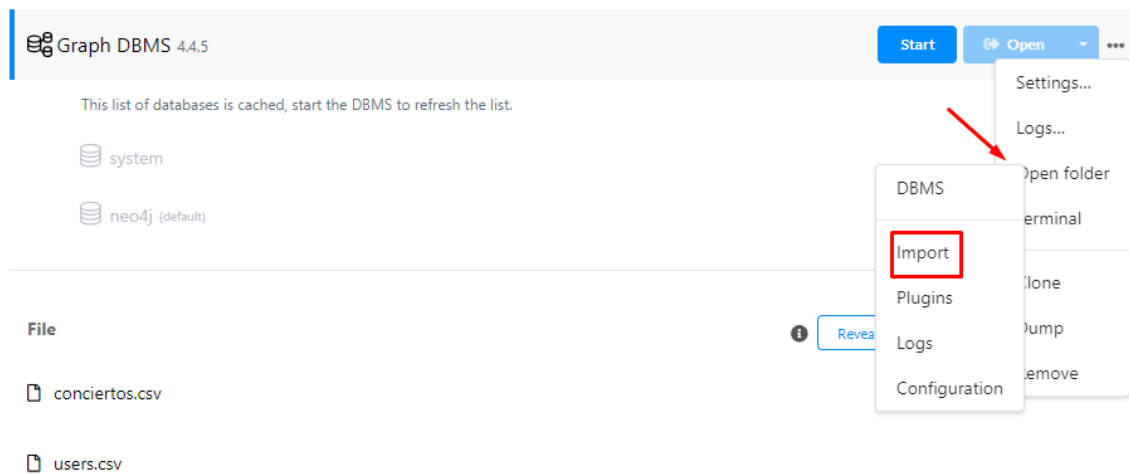 Graph DBMS 4.4.5
Start
Open
This list of databases is cached, start the DBMS to refresh the list.
system
neo4j (default)
Settings...
Logs...
Open folder
erminal
lone
ump
emove
DBMS
Import
Plugins
Logs
Configuration
File
Revea
conciertos.csv
users.csv